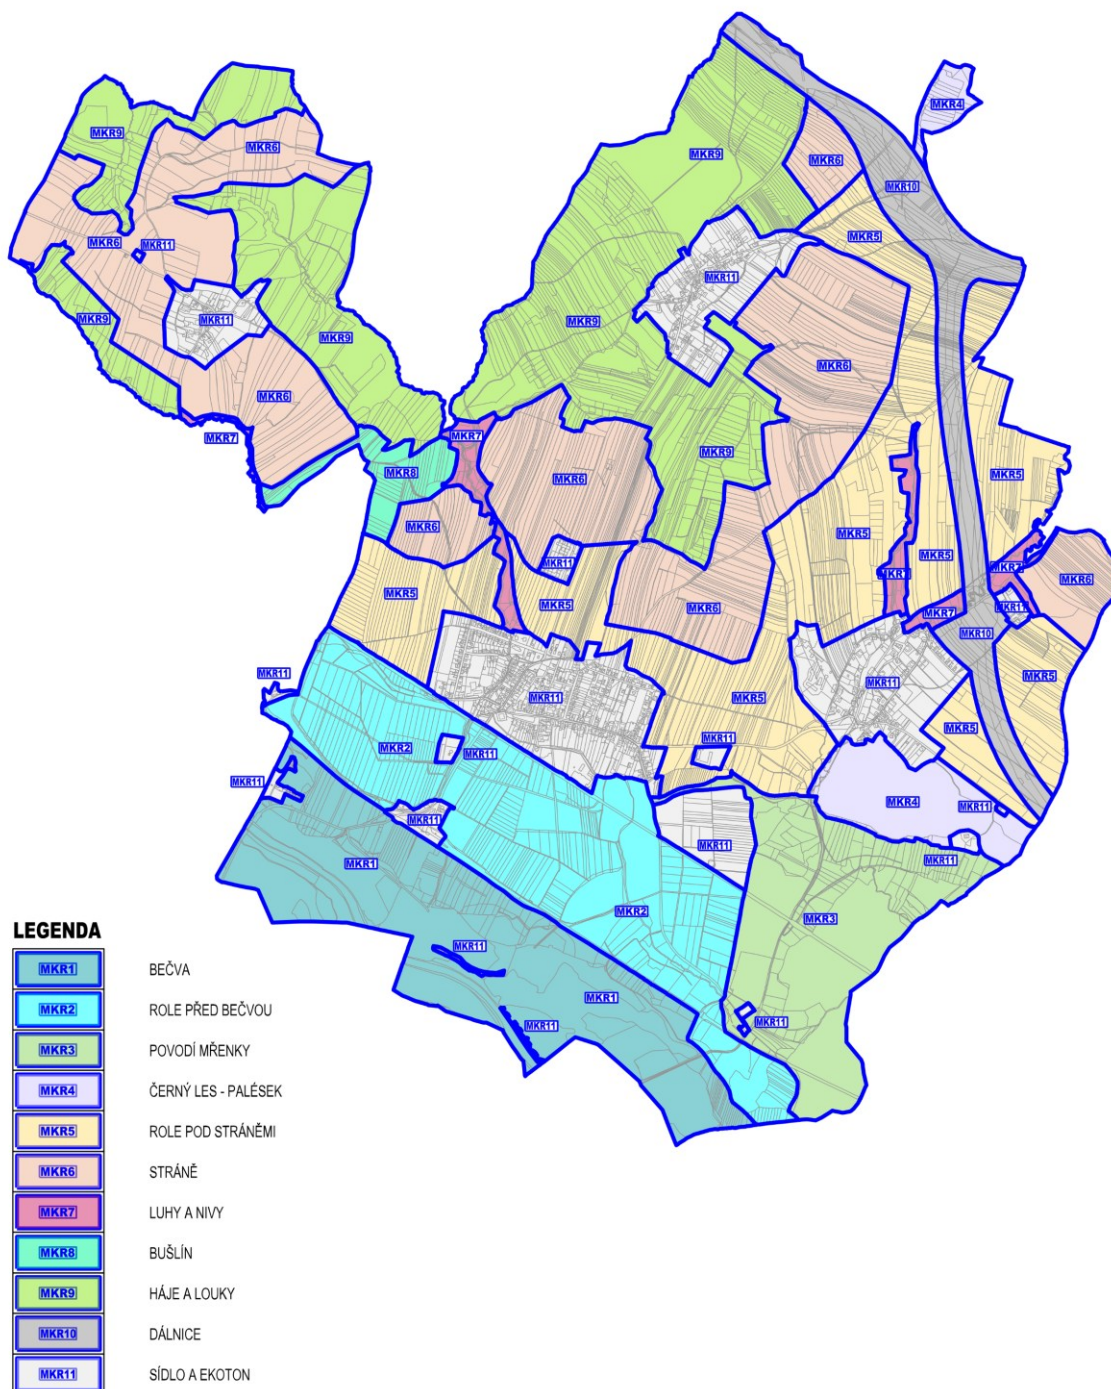 MKR4
MKR9
MKR6
MKR9
MKR6
MKR10
MKR5
MKR6
MKR11
MKR11
MKR9
MKR11
MKR9
MKR9
MKR6
MKR6
MKR7
MKR7
MKR9
MKR8
MKR6
MKR5
MKR6
MKR5
MKR5
MKR11
MKR7
MKR7
MKR6
MKR5
MKR5
MKR6
MKR11
MKR7
MKR10
MKR11
MKR11
MKR5
MKR11
MKR5
MKR5
MKR11
MKR2
MKR11
MKR11
MKR4
MKR11
MKR11
MKR11
MKR1
MKR11
MKR2
MKR3
MKR11
MKR1
MKR11
MKR11
LEGENDA
MKR1 BEČVA
MKR2 ROLE PŘED BEČVOU
MKR3 POVODÍ MŘENKY
MKR4 ČERNÝ LES - PALÉSEK
MKR5 ROLE POD STRÁNĚMI
MKR6 STRÁNĚ
MKR7 LUHY A NIVY
MKR8 BUŠLÍN
MKR9 HÁJE A LOUKY
MKR10 DÁLNICE
MKR11 SÍDLO A EKOTON